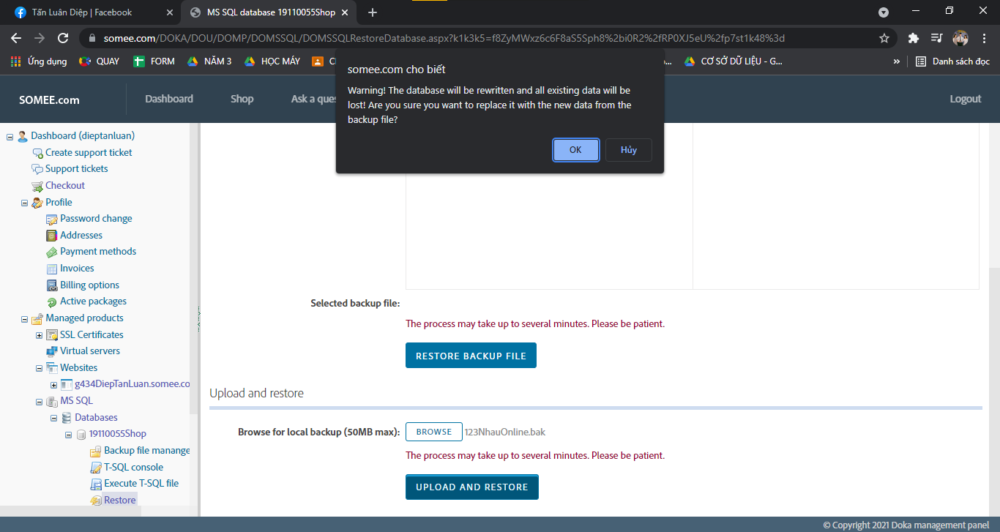 Tấn Luân Diệp | Facebook
MS SQL database 19110055Shop
somee.com/DOKA/DOU/DOMP/DOMSSQL/DOMSSQLRestoreDatabase.aspx?k1k3k5=f8ZyMWxz6c6F8aS5Sph8%2bi0R2%2fRP0XJ5eU%2fp7st1k48%3d
Ứng dụng
QUAY
FORM
NĂM 3
HỌC MÁY
CƠ SỞ DỮ LIỆU - G...
»
Danh sách đọc
somee.com cho biết
Warning! The database will be rewritten and all existing data will be
lost! Are you sure you want to replace it with the new data from the
backup file?
OK
Hủy
SOMEE.com
Dashboard
Shop
Ask a ques
Logout
Dashboard (dieptanluan)
Create support ticket
Support tickets
Checkout
Profile
Password change
Addresses
Payment methods
Invoices
Billing options
Active packages
Managed products
SSL Certificates
Virtual servers
Websites
g434DiepTanLuan.somee.co
MS SQL
Databases
19110055Shop
Backup file manange
T-SQL console
Execute T-SQL file
Restore
Selected backup file:
The process may take up to several minutes. Please be patient.
RESTORE BACKUP FILE
Upload and restore
Browse for local backup (50MB max):
BROWSE
123NhauOnline.bak
The process may take up to several minutes. Please be patient.
UPLOAD AND RESTORE
© Copyright 2021 Doka management panel